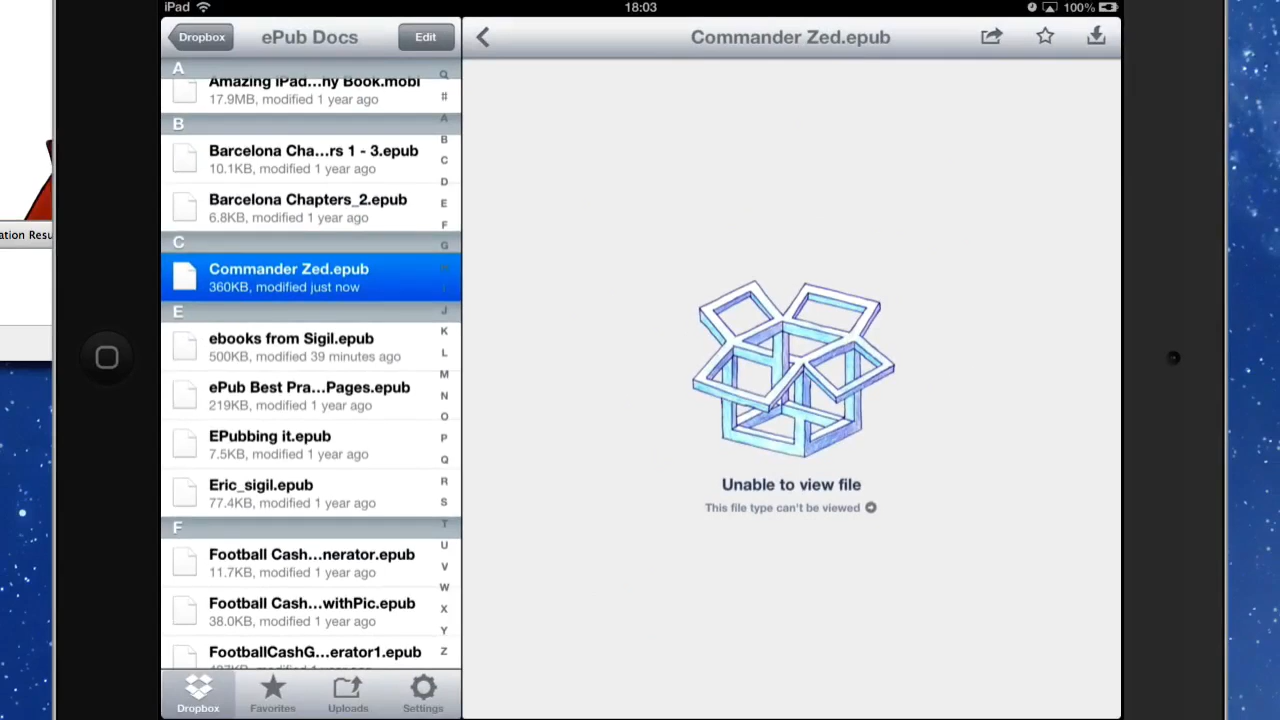 iPad
18:03
100%
Dropbox
ePub Docs
Edit
Commander Zed.epub
A
Amazing iPad...ny Book.mobi
17.9MB, modified 1 year ago
B
Barcelona Cha...rs 1 - 3.epub
10.1KB, modified 1 year ago
Barcelona Chapters_2.epub
6.8KB, modified 1 year ago
C
Commander Zed.epub
360KB, modified just now
E
ebooks from Sigil.epub
500KB, modified 39 minutes ago
ePub Best Pra...Pages.epub
219KB, modified 1 year ago
EPubbing it.epub
7.5KB, modified 1 year ago
Eric_sigil.epub
77.4KB, modified 1 year ago
F
Football Cash...nerator.epub
11.7KB, modified 1 year ago
Football Cash...withPic.epub
38.0KB, modified 1 year ago
FootballCashG...erator1.epub
#
A
B
C
D
E
F
G
J
K
L
M
N
O
P
Q
R
S
T
U
V
W
X
Y
Z
Dropbox
Favorites
Uploads
Settings
Unable to view file
This file type can't be viewed
ation Resu